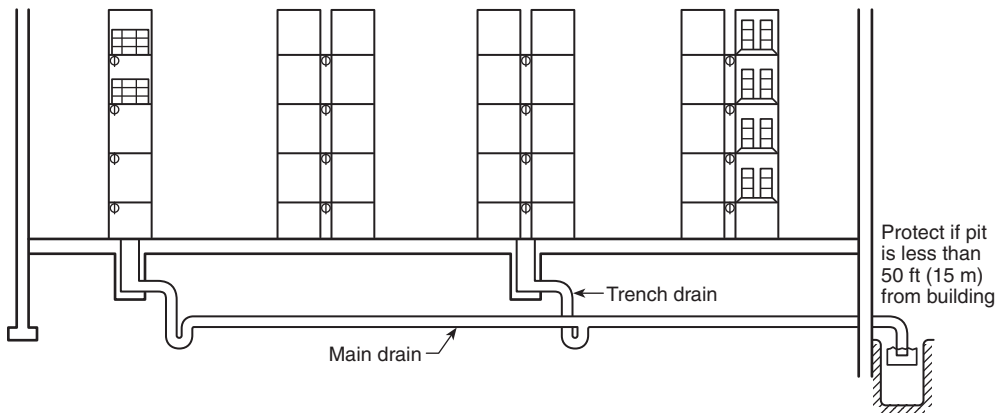 Protect if pit
is less than
50 ft (15 m)
from building
Trench drain
Main drain